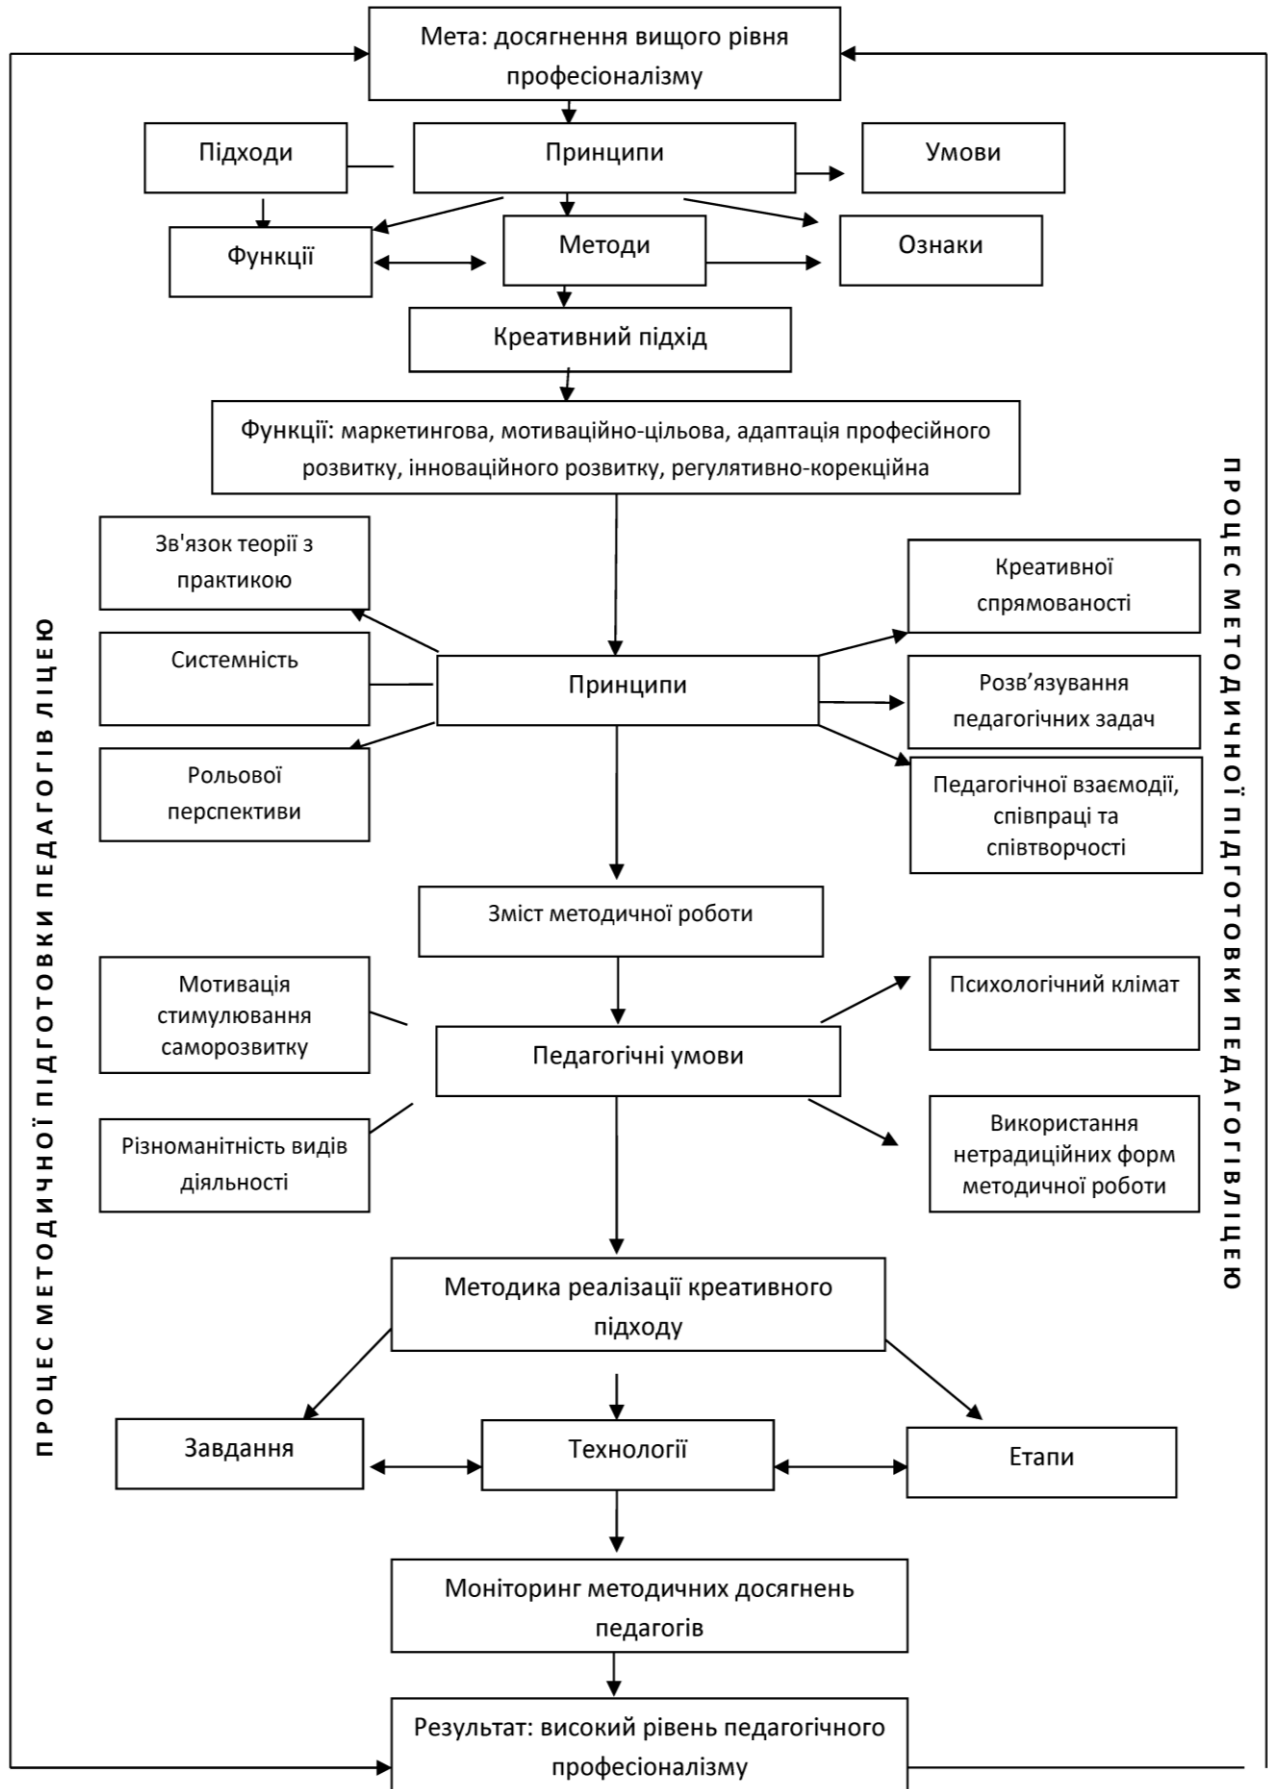 Мета: досягнення вищого рівня
професіоналізму
Підходи
Принципи
Умови
Функції
Методи
Ознаки
Креативний підхід
Функції: маркетингова, мотиваційно-цільова, адаптація професійного
розвитку, інноваційного розвитку, регулятивно-корекційна
Зв'язок теорії з
практикою
Креативної
спрямованості
Системність
Принципи
Розв’язування
педагогічних задач
Рольової
перспективи
Педагогічної взаємодії,
співпраці та
співтворчості
Зміст методичної роботи
Мотивація
стимулювання
саморозвитку
Психологічний клімат
Педагогічні умови
Різноманітність видів
діяльності
Використання
нетрадиційних форм
методичної роботи
Методика реалізації креативного
підходу
Завдання
Технології
Етапи
Моніторинг методичних досягнень
педагогів
Результат: високий рівень педагогічного
професіоналізму
ПРОЦЕС МЕТОДИЧНОЇ ПІДГОТОВКИ ПЕДАГОГІВ ЛІЦЕЮ
ПРОЦЕС МЕТОДИЧНОЇ ПІДГОТОВКИ ПЕДАГОГІВЛІЦЕЮ